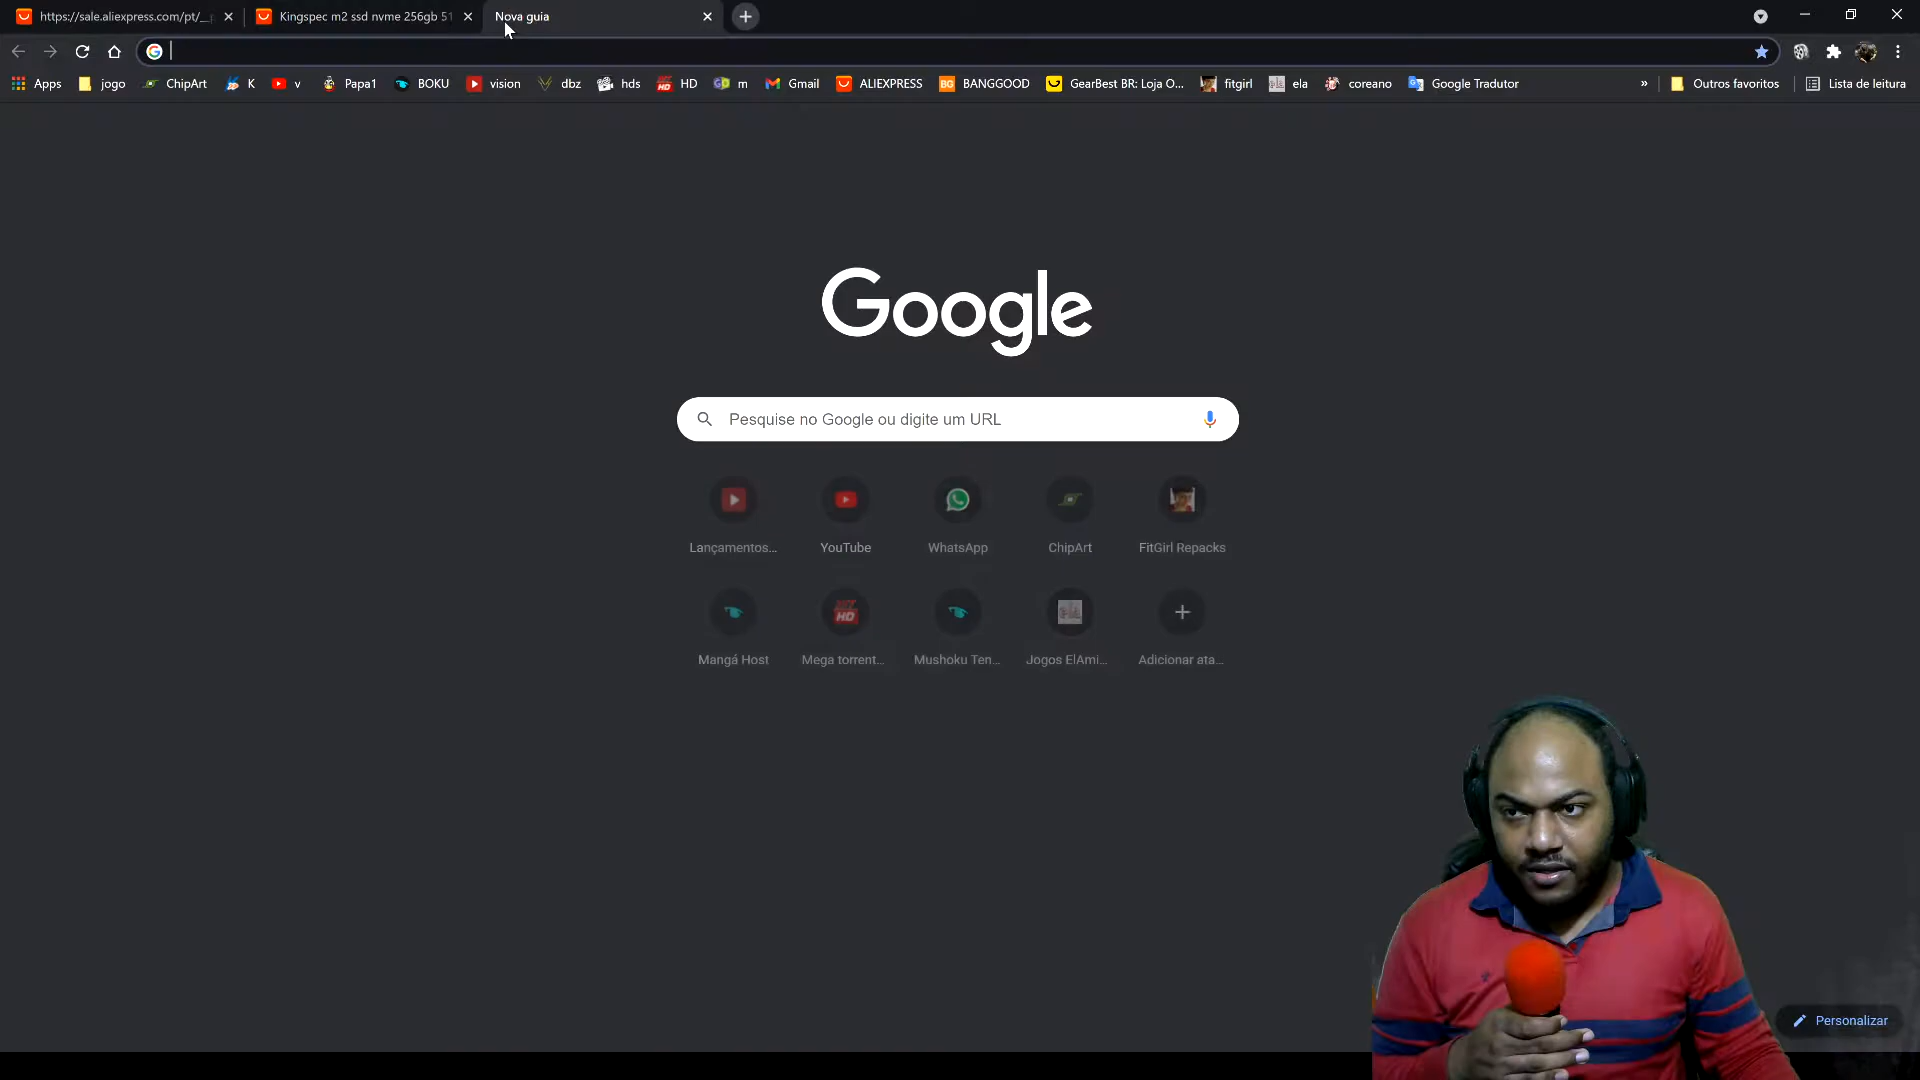 https://sale.aliexpress.com/pt/__
Kingspec m2 ssd nvme 256gb 51
Nova guia
Apps
jogo
ChipArt
K
v
Papa1
BOKU
vision
dbz
hds
HD
m
Gmail
ALIEXPRESS
BG BANGGOOD
GearBest BR: Loja O...
fitgirl
ela
coreano
Google Tradutor
»
Outros favoritos
Lista de leitura
Google
Pesquise no Google ou digite um URL
Lançamentos...
YouTube
WhatsApp
ChipArt
FitGirl Repacks
HD
Mangá Host
Mega torrent...
Mushoku Ten...
Jogos ElAmi...
Adicionar ata...
Personalizar